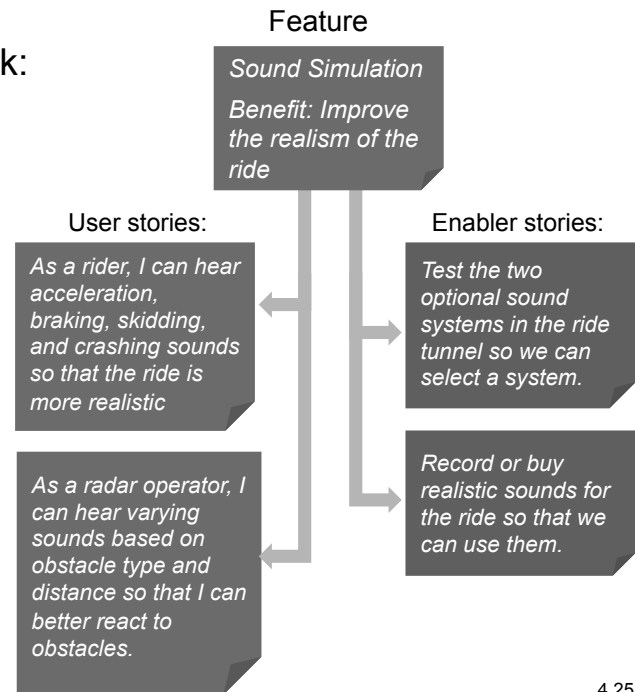 Feature
k:
Sound Simulation
Benefit: Improve
the realism of the
ride
User stories:
As a rider, I can hear
acceleration,
braking, skidding,
and crashing sounds
so that the ride is
more realistic
As a radar operator, I
can hear varying
sounds based on
obstacle type and
distance so that I can
better react to
obstacles.
Enabler stories:
Test the two
optional sound
systems in the ride
tunnel so we can
select a system.
Record or buy
realistic sounds for
the ride so that we
can use them.
4.25